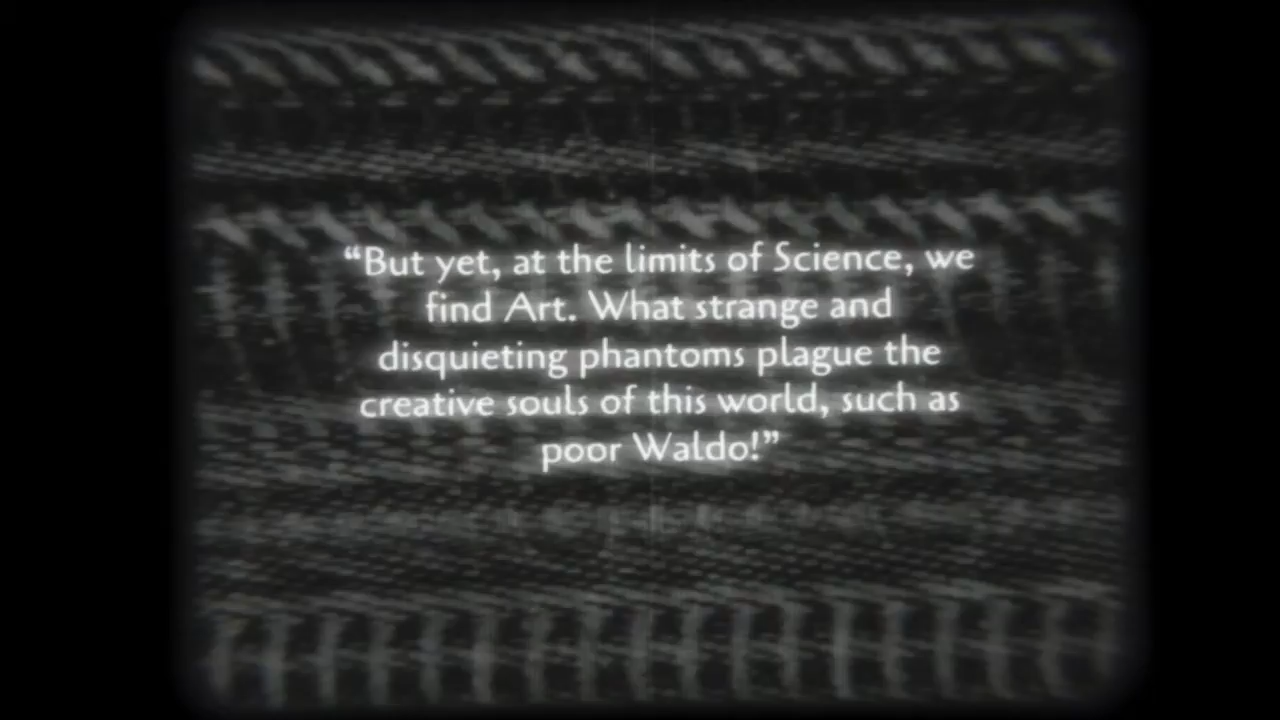 “But yet, at the limits of Science, we
find Art. What strange and
disquieting phantoms plague the
creative souls of this world, such as
poor Waldo!”